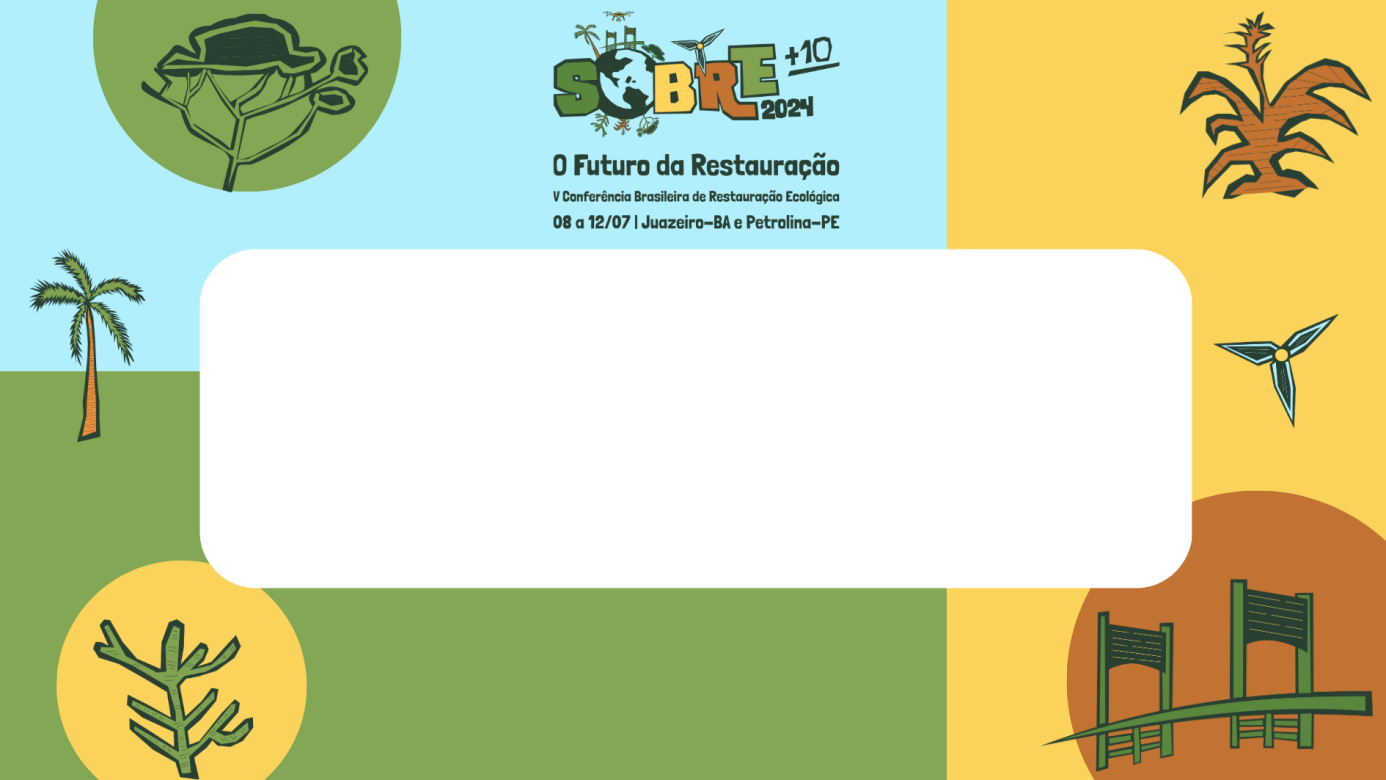 SOBRE +10
2024
O Futuro da Restauração
V Conferência Brasileira de Restauração Ecológica
08 a 12/07 | Juazeiro-BA e Petrolina-PE